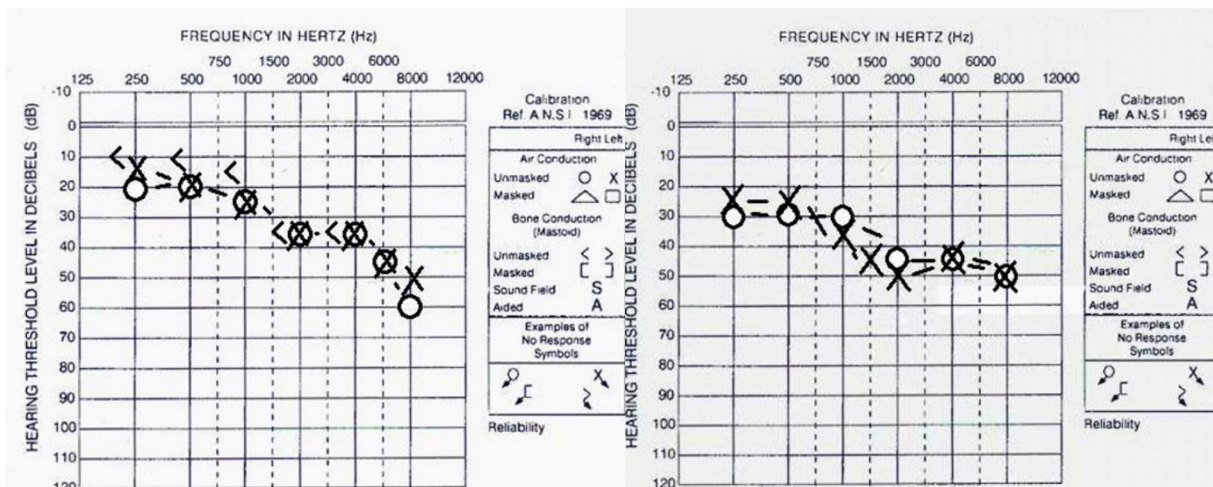 FREQUENCY IN HERTZ (Hz)
750 1500 3000 6000
125 250 500 1000 2000 4000 8000 12000
HEARING THRESHOLD LEVEL IN DECIBELS (dB)
-10
0
10
20
30
40
50
60
70
80
90
100
110
120
Calibration
Ref. A.N.S.I. 1969
Right Left
Air Conduction
Unmasked O X
Masked △ □
Bone Conduction
(Mastoid)
Unmasked < >
Masked [ ]
Sound Field S
Aided A
Examples of
No Response
Symbols
Reliability
FREQUENCY IN HERTZ (Hz)
750 1500 3000 6000
125 250 500 1000 2000 4000 8000 12000
HEARING THRESHOLD LEVEL IN DECIBELS (dB)
-10
0
10
20
30
40
50
60
70
80
90
100
110
120
Calibration
Ref. A.N.S.I. 1969
Right Left
Air Conduction
Unmasked O X
Masked △ □
Bone Conduction
(Mastoid)
Unmasked < >
Masked [ ]
Sound Field S
Aided A
Examples of
No Response
Symbols
Reliability